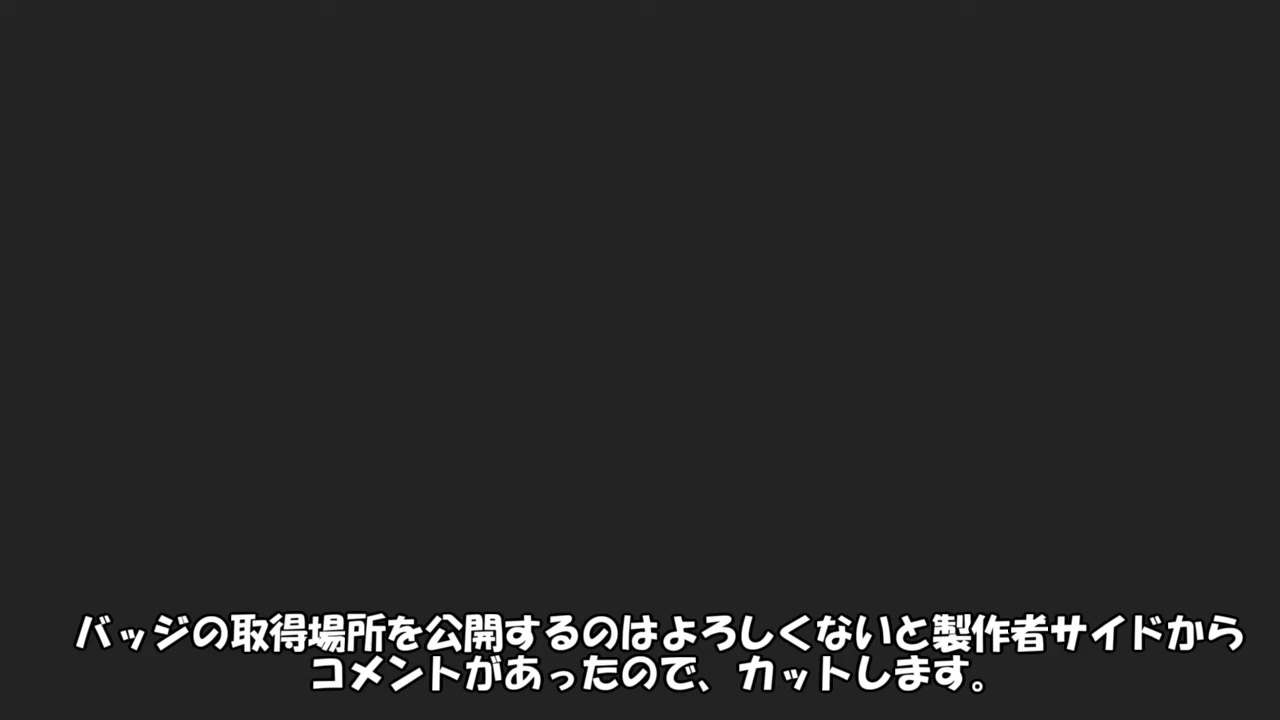 バッジの取得場所を公開するのはよろしくないと製作者サイドから
コメントがあったので、カットします。